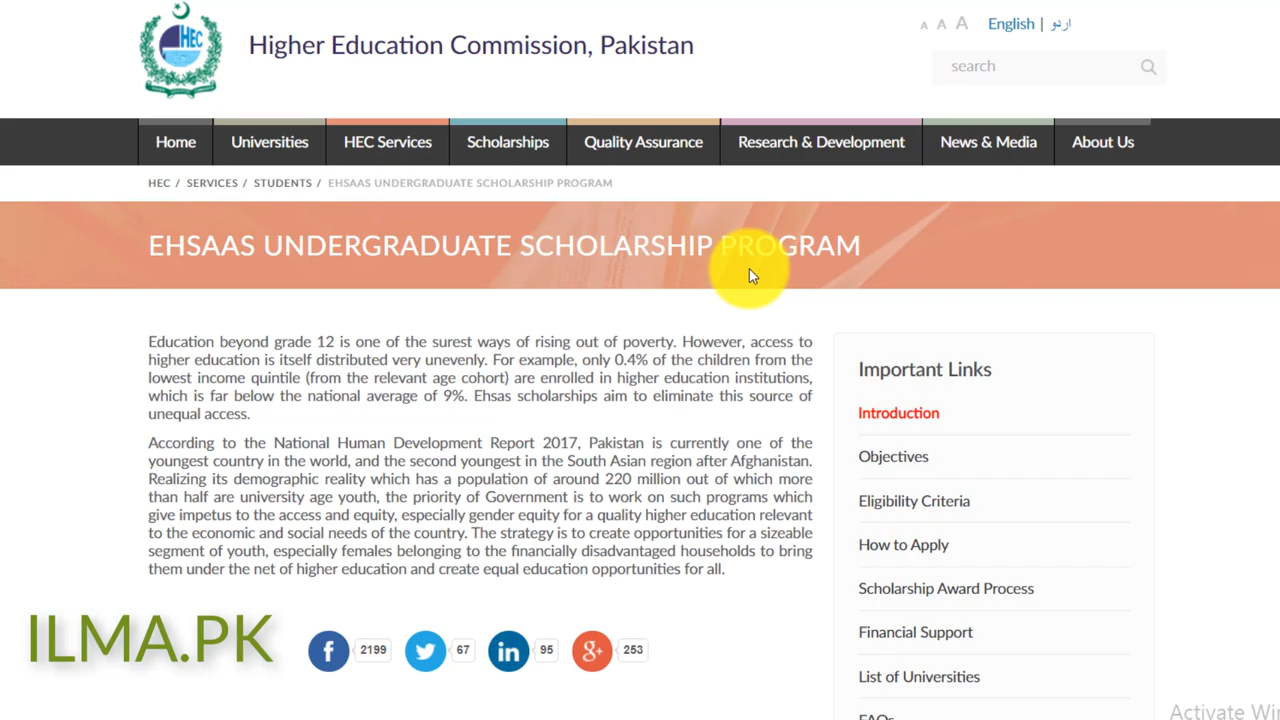 HEC
Higher Education Commission, Pakistan
A A A English | اردو
search
Home Universities HEC Services Scholarships Quality Assurance Research & Development News & Media About Us
HEC / SERVICES / STUDENTS / EHSAAS UNDERGRADUATE SCHOLARSHIP PROGRAM
EHSAAS UNDERGRADUATE SCHOLARSHIP PROGRAM
Education beyond grade 12 is one of the surest ways of rising out of poverty. However, access to
higher education is itself distributed very unevenly. For example, only 0.4% of the children from the
lowest income quintile (from the relevant age cohort) are enrolled in higher education institutions,
which is far below the national average of 9%. Ehsas scholarships aim to eliminate this source of
unequal access.
According to the National Human Development Report 2017, Pakistan is currently one of the
youngest country in the world, and the second youngest in the South Asian region after Afghanistan.
Realizing its demographic reality which has a population of around 220 million out of which more
than half are university age youth, the priority of Government is to work on such programs which
give impetus to the access and equity, especially gender equity for a quality higher education relevant
to the economic and social needs of the country. The strategy is to create opportunities for a sizeable
segment of youth, especially females belonging to the financially disadvantaged households to bring
them under the net of higher education and create equal education opportunities for all.
ILMA.PK
f 2199 67 in 95 g+ 253
Important Links
Introduction
Objectives
Eligibility Criteria
How to Apply
Scholarship Award Process
Financial Support
List of Universities
FAQs
Activate Wi